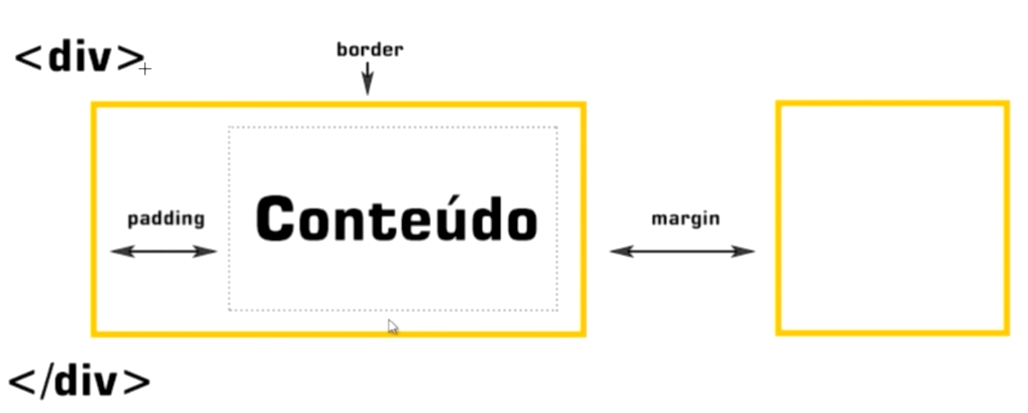 <div>
border
padding
Conteúdo
margin
</div>